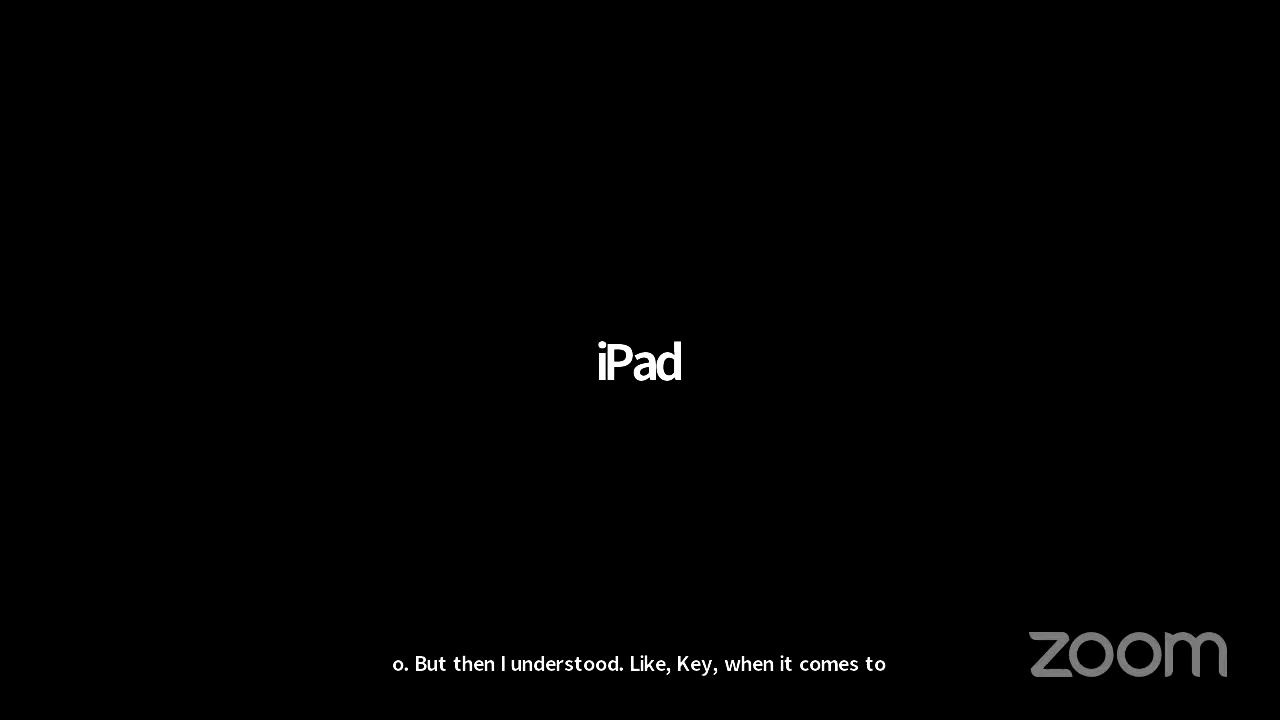 iPad
o. But then I understood. Like, Key, when it comes to
zoom